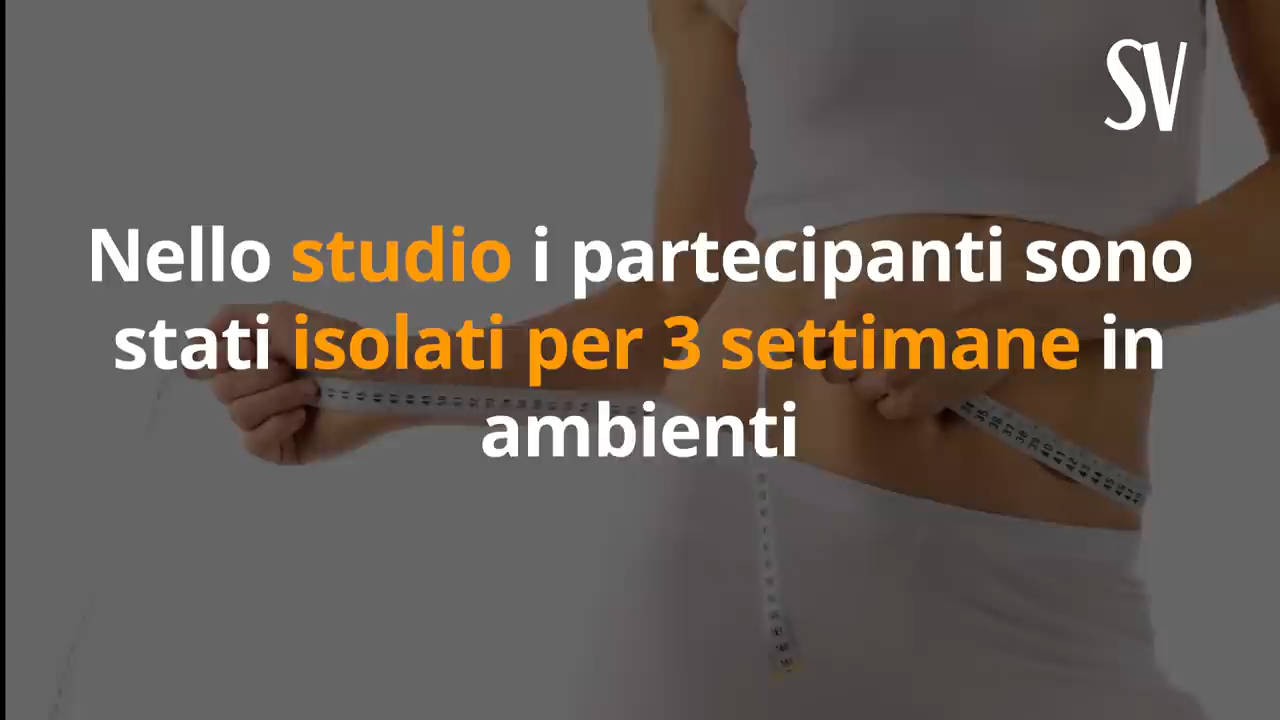 SV
Nello studio i partecipanti sono
stati isolati per 3 settimane in
ambienti